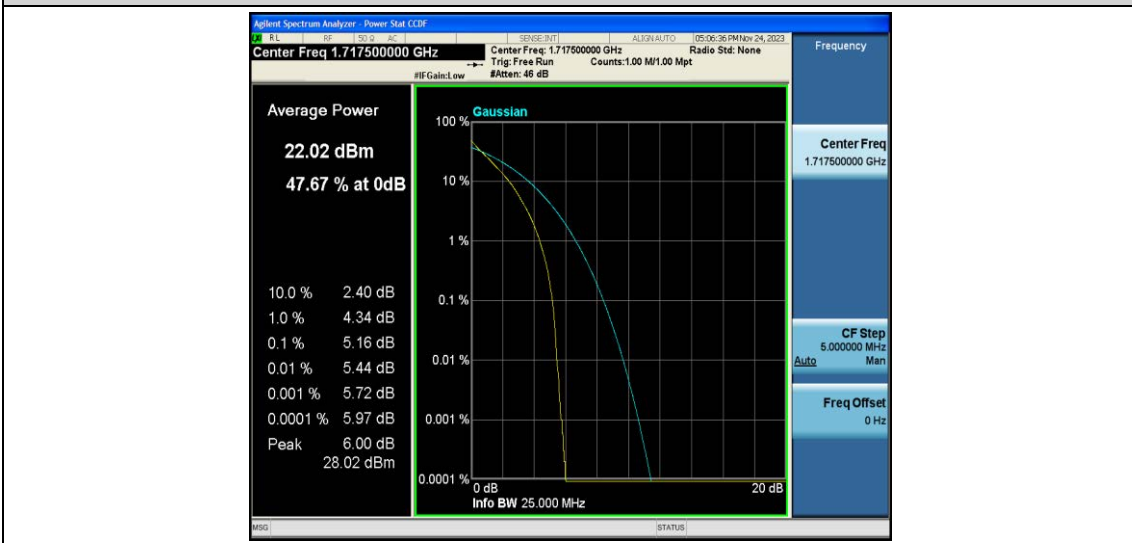 Agilent Spectrum Analyzer - Power Stat CCDF
LXI RL RF 50 Ω AC SENSE:INT ALIGN AUTO 05:06:36 PM Nov 24, 2023
Center Freq 1.717500000 GHz
Center Freq: 1.717500000 GHz Radio Std: None
Trig: Free Run Counts:1.00 M/1.00 Mpt
#IFGain:Low #Atten: 46 dB
Frequency
Average Power
22.02 dBm
47.67 % at 0dB
10.0 % 2.40 dB
1.0 % 4.34 dB
0.1 % 5.16 dB
0.01 % 5.44 dB
0.001 % 5.72 dB
0.0001 % 5.97 dB
Peak 6.00 dB
28.02 dBm
Gaussian
100 %
10 %
1 %
0.1 %
0.01 %
0.001 %
0.0001 %
0 dB 20 dB
Info BW 25.000 MHz
Center Freq
1.717500000 GHz
CF Step
5.000000 MHz
Auto Man
Freq Offset
0 Hz
MSG STATUS